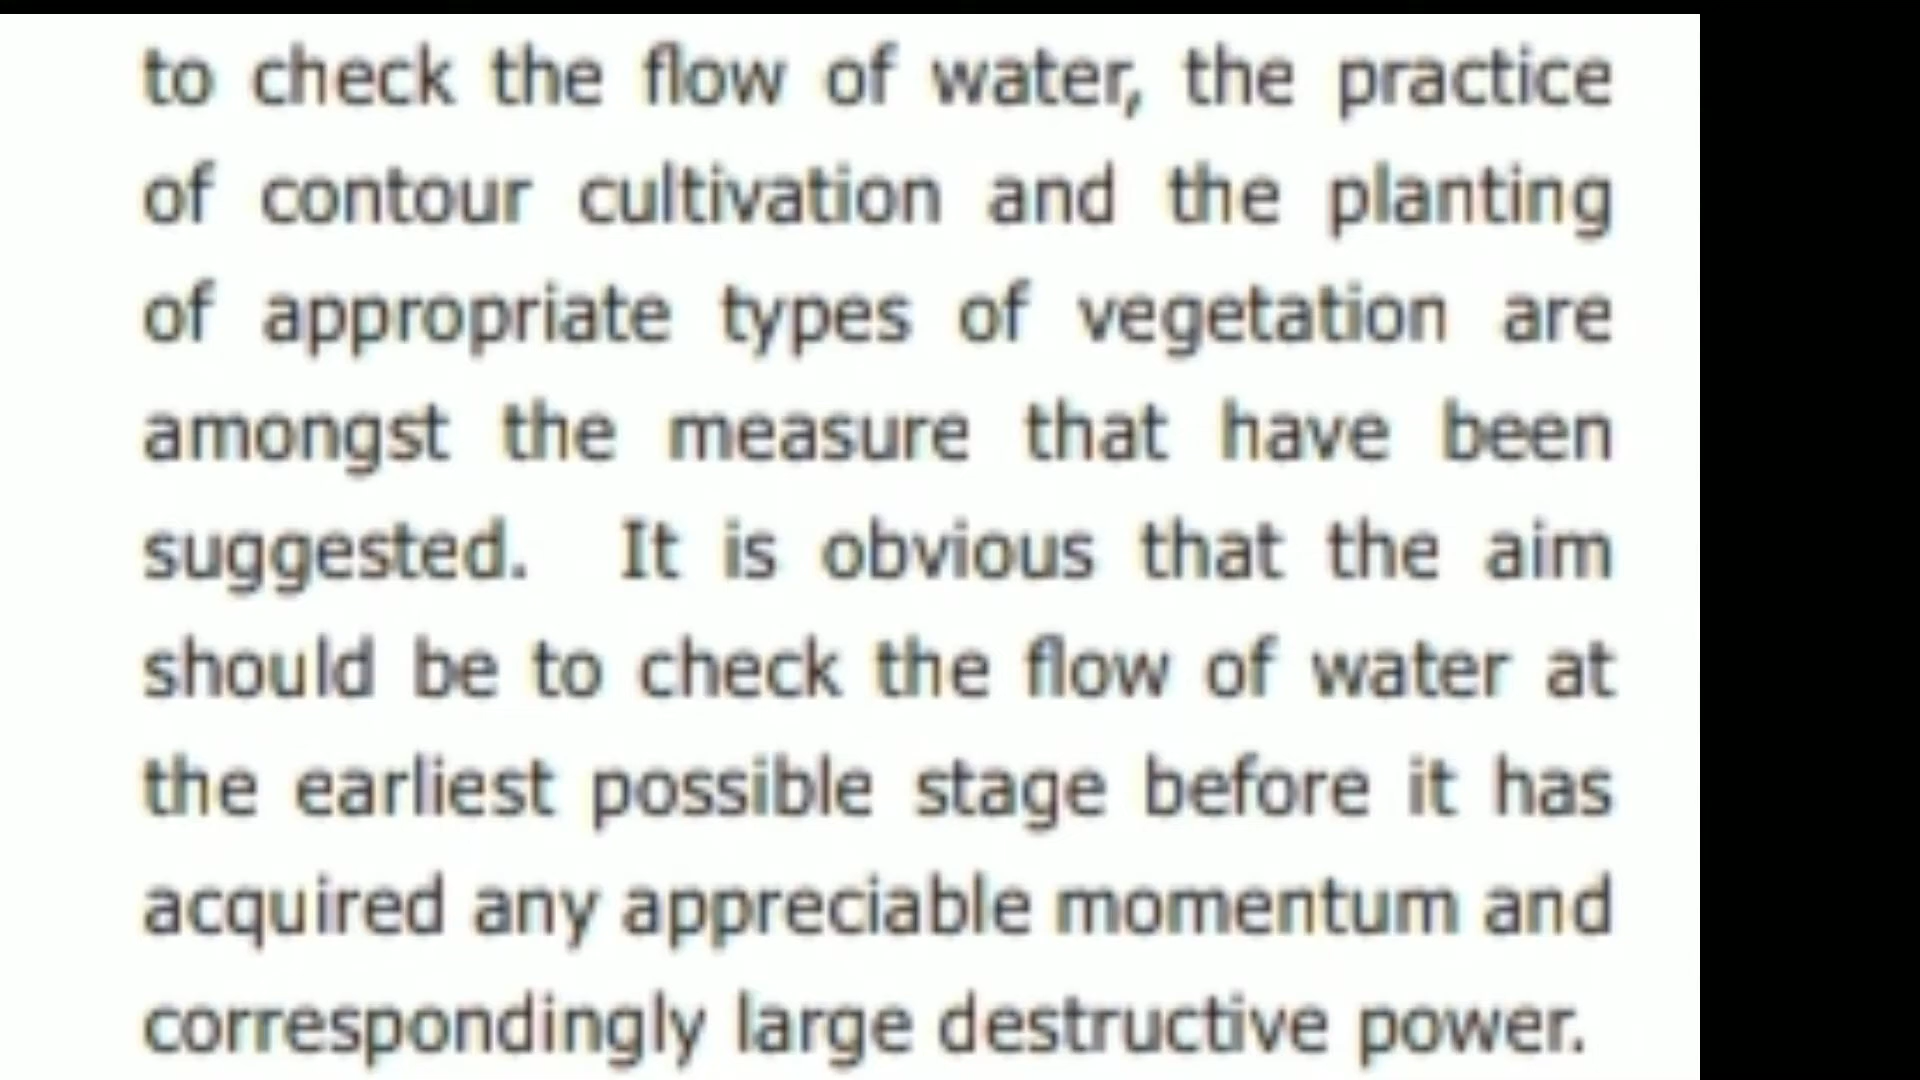 to check the flow of water, the practice
of contour cultivation and the planting
of appropriate types of vegetation are
amongst the measure that have been
suggested. It is obvious that the aim
should be to check the flow of water at
the earliest possible stage before it has
acquired any appreciable momentum and
correspondingly large destructive power.